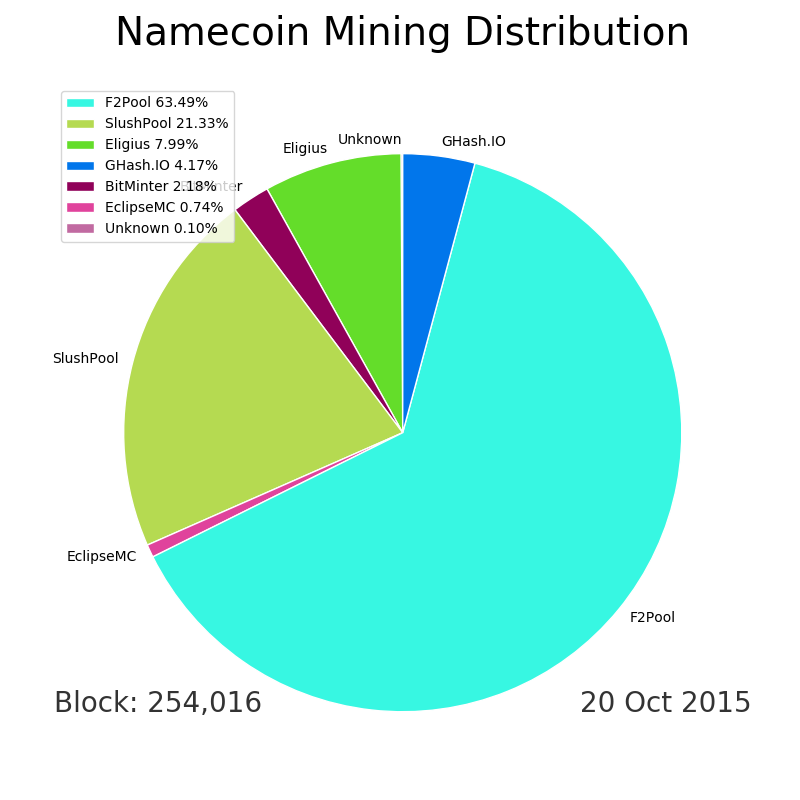 Namecoin Mining Distribution
F2Pool 63.49%
SlushPool 21.33%
Eligius 7.99%
GHash.IO 4.17%
BitMinter 2.18%
EclipseMC 0.74%
Unknown 0.10%
Unknown
GHash.IO
Eligius
BitMinter
SlushPool
EclipseMC
F2Pool
Block: 254,016
20 Oct 2015